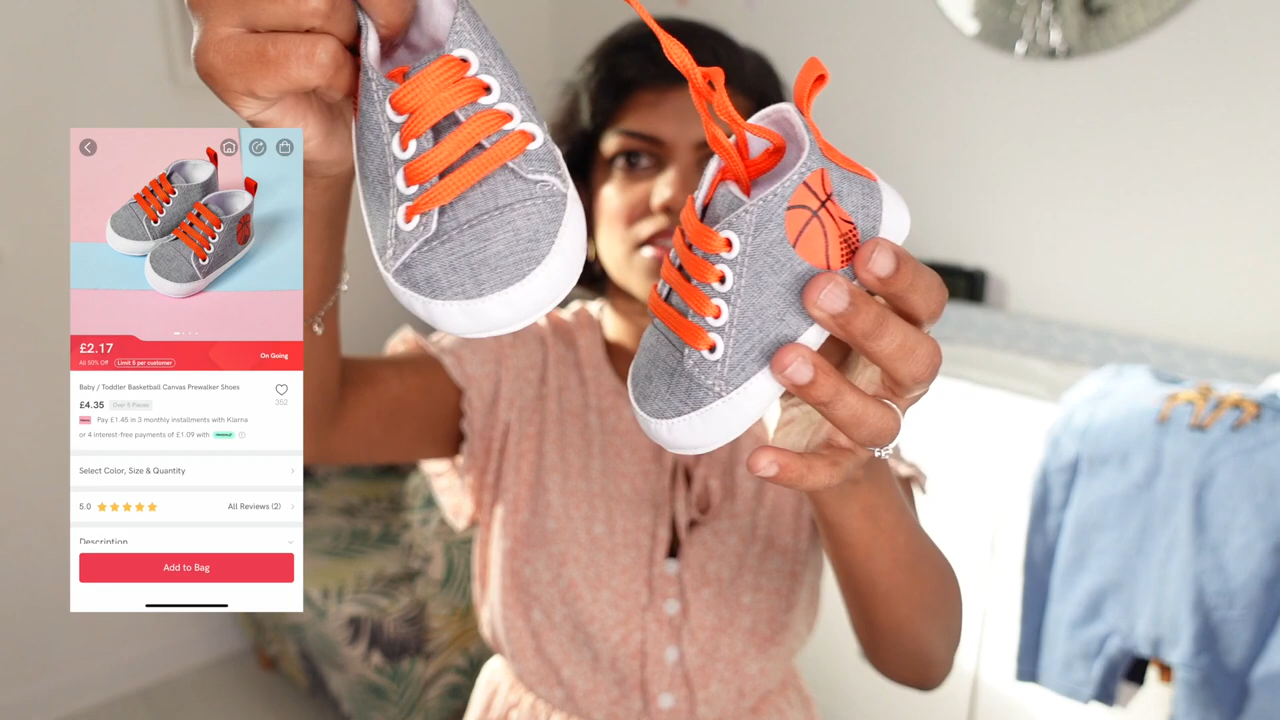 £2.17
All 50% Off Limit 5 per customer
On Going
Baby / Toddler Basketball Canvas Prewalker Shoes
£4.35 Over 5 Pieces
352
Pay £1.45 in 3 monthly installments with Klarna
or 4 interest-free payments of £1.09 with
Select Color, Size & Quantity
5.0 All Reviews (2)
Description
Add to Bag